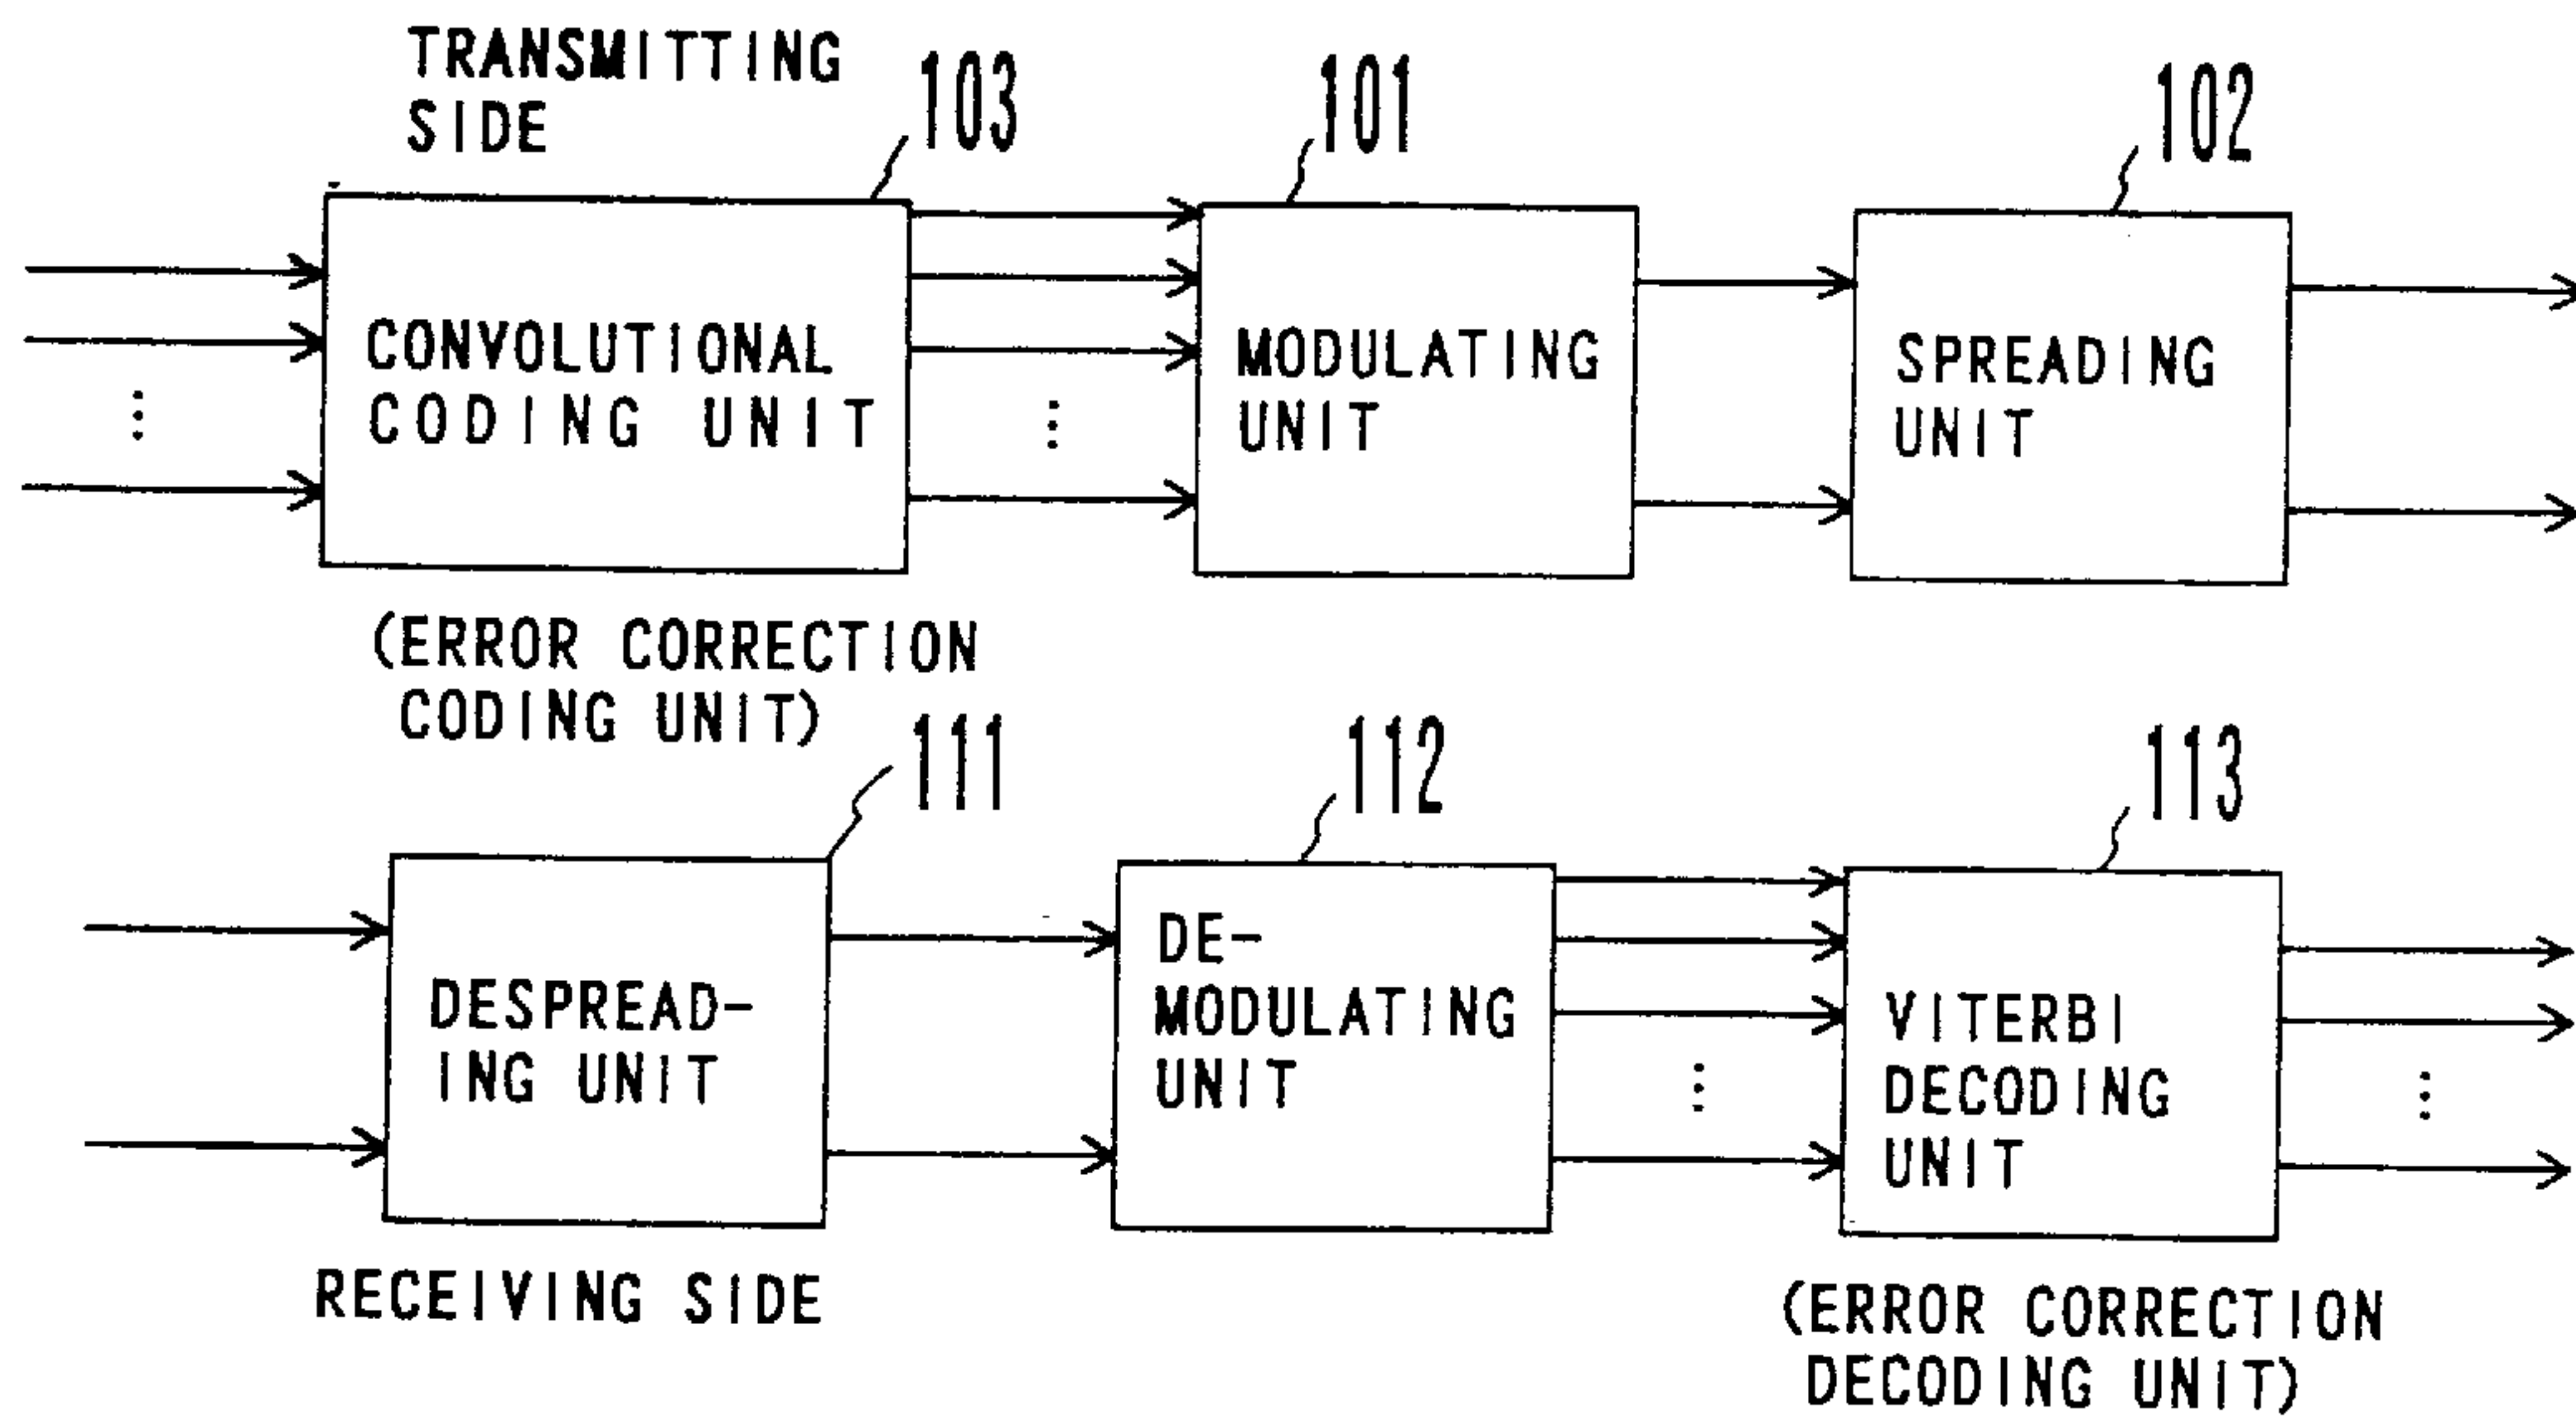 TRANSMITTING
SIDE
103
101
102
CONVOLUTIONAL
CODING UNIT
MODULATING
UNIT
SPREADING
UNIT
(ERROR CORRECTION
CODING UNIT)
111
112
113
DESPREAD-
ING UNIT
DE-
MODULATING
UNIT
VITERBI
DECODING
UNIT
RECEIVING SIDE
(ERROR CORRECTION
DECODING UNIT)